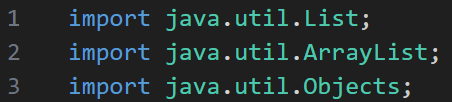 1 import java.util.List;
2 import java.util.ArrayList;
3 import java.util.Objects;